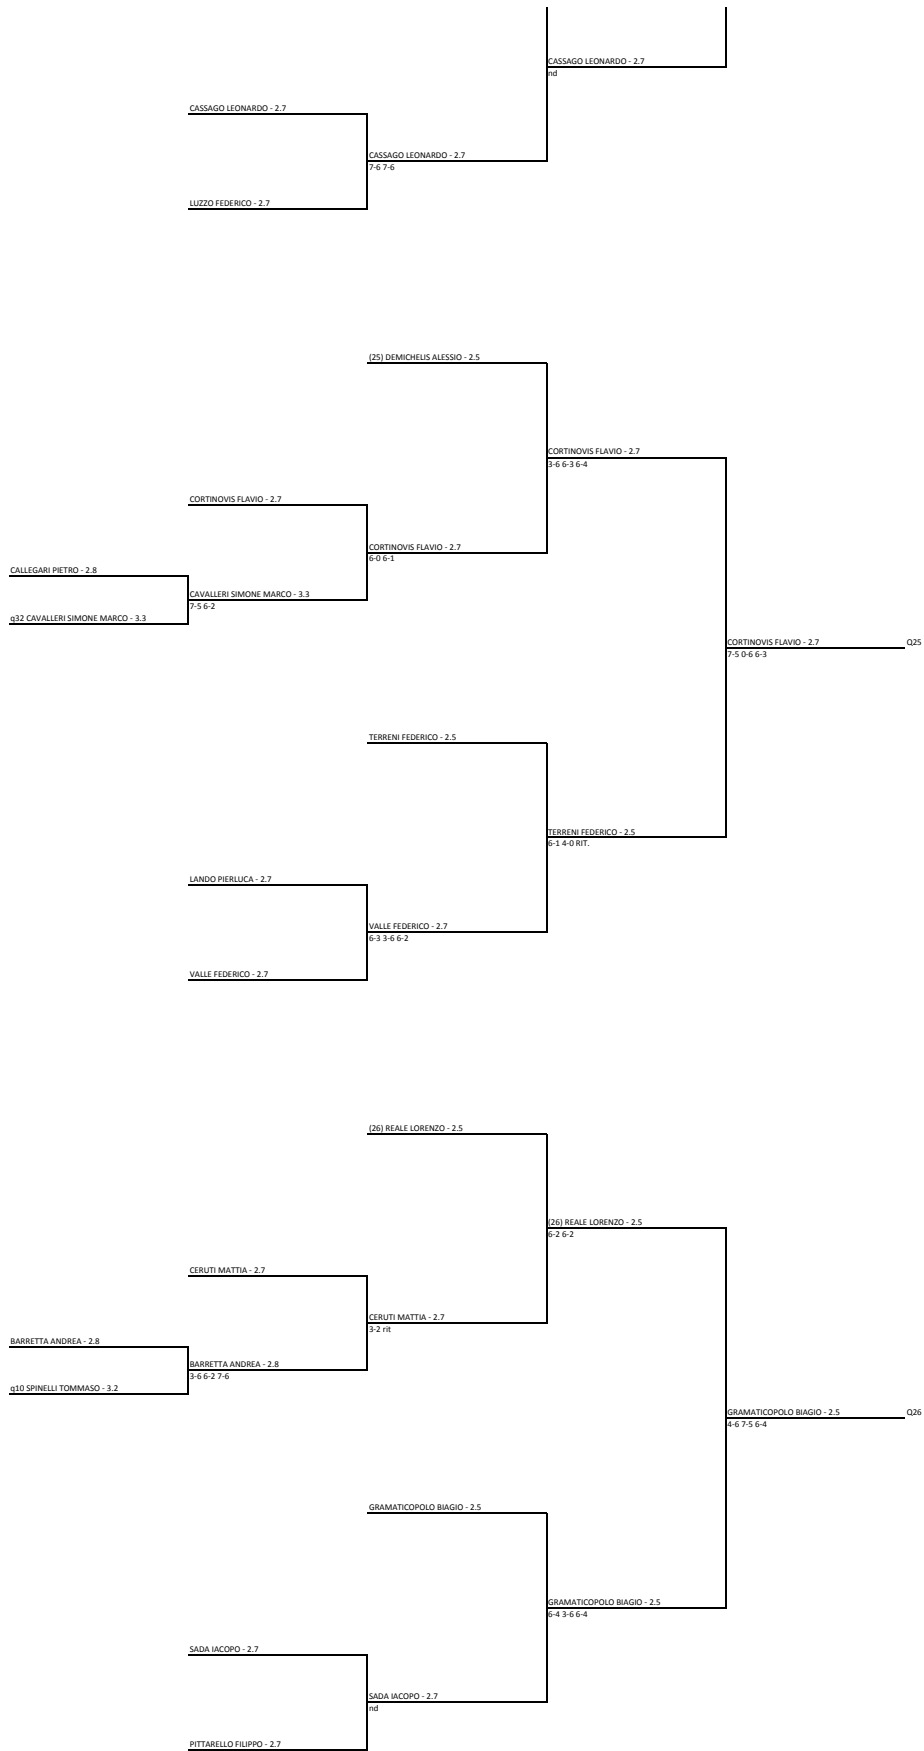 CASSAGO LEONARDO - 2.7
nd
CASSAGO LEONARDO - 2.7
CASSAGO LEONARDO - 2.7
7-6 7-6
LUZZO FEDERICO - 2.7
(25) DEMICHELIS ALESSIO - 2.5
CORTINOVIS FLAVIO - 2.7
3-6 6-3 6-4
CORTINOVIS FLAVIO - 2.7
CORTINOVIS FLAVIO - 2.7
6-0 6-1
CALLEGARI PIETRO - 2.8
CAVALLERI SIMONE MARCO - 3.3
7-5 6-2
q32 CAVALLERI SIMONE MARCO - 3.3
CORTINOVIS FLAVIO - 2.7 Q25
7-5 0-6 6-3
TERRENI FEDERICO - 2.5
TERRENI FEDERICO - 2.5
6-1 4-0 RIT.
LANDO PIERLUCA - 2.7
VALLE FEDERICO - 2.7
6-3 3-6 6-2
VALLE FEDERICO - 2.7
(26) REALE LORENZO - 2.5
(26) REALE LORENZO - 2.5
6-2 6-2
CERUTI MATTIA - 2.7
CERUTI MATTIA - 2.7
3-2 rit
BARRETTA ANDREA - 2.8
BARRETTA ANDREA - 2.8
3-6 6-2 7-6
q10 SPINELLI TOMMASO - 3.2
GRAMATICOPOLO BIAGIO - 2.5 Q26
4-6 7-5 6-4
GRAMATICOPOLO BIAGIO - 2.5
GRAMATICOPOLO BIAGIO - 2.5
6-4 3-6 6-4
SADA IACOPO - 2.7
SADA IACOPO - 2.7
nd
PITTARELLO FILIPPO - 2.7